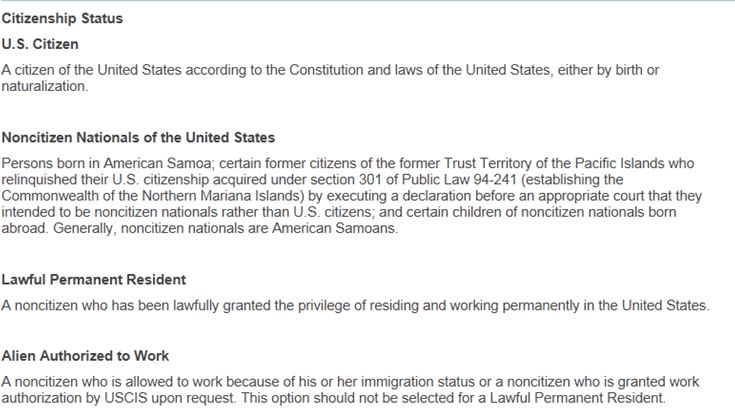 Citizenship Status
U.S. Citizen
A citizen of the United States according to the Constitution and laws of the United States, either by birth or
naturalization.
Noncitizen Nationals of the United States
Persons born in American Samoa; certain former citizens of the former Trust Territory of the Pacific Islands who
relinquished their U.S. citizenship acquired under section 301 of Public Law 94-241 (establishing the
Commonwealth of the Northern Mariana Islands) by executing a declaration before an appropriate court that they
intended to be noncitizen nationals rather than U.S. citizens; and certain children of noncitizen nationals born
abroad. Generally, noncitizen nationals are American Samoans.
Lawful Permanent Resident
A noncitizen who has been lawfully granted the privilege of residing and working permanently in the United States.
Alien Authorized to Work
A noncitizen who is allowed to work because of his or her immigration status or a noncitizen who is granted work
authorization by USCIS upon request. This option should not be selected for a Lawful Permanent Resident.